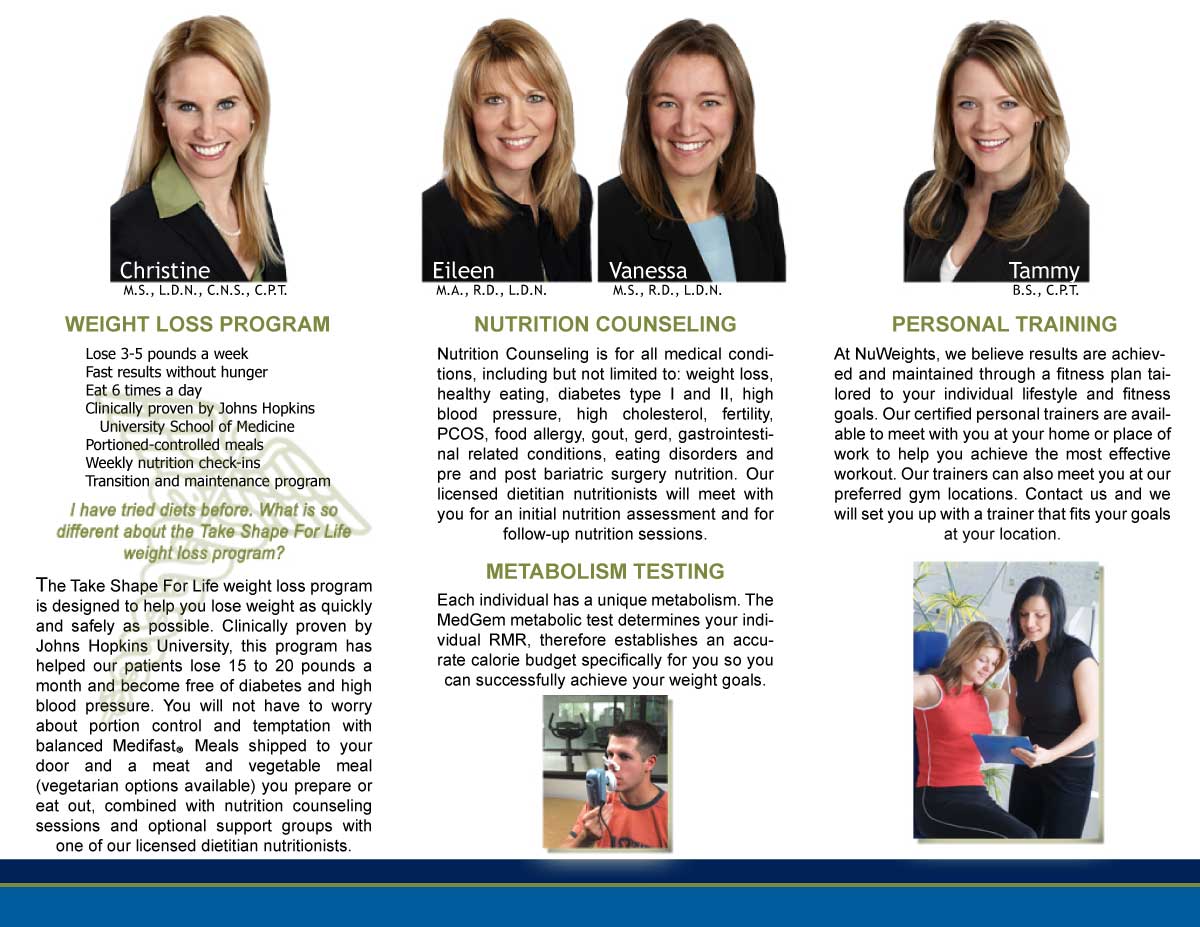 Christine
M.S., L.D.N., C.N.S., C.P.T.
WEIGHT LOSS PROGRAM
Lose 3-5 pounds a week
Fast results without hunger
Eat 6 times a day
Clinically proven by Johns Hopkins
University School of Medicine
Portioned-controlled meals
Weekly nutrition check-ins
Transition and maintenance program
I have tried diets before. What is so
different about the Take Shape For Life
weight loss program?
The Take Shape For Life weight loss program
is designed to help you lose weight as quickly
and safely as possible. Clinically proven by
Johns Hopkins University, this program has
helped our patients lose 15 to 20 pounds a
month and become free of diabetes and high
blood pressure. You will not have to worry
about portion control and temptation with
balanced Medifast® Meals shipped to your
door and a meat and vegetable meal
(vegetarian options available) you prepare or
eat out, combined with nutrition counseling
sessions and optional support groups with
one of our licensed dietitian nutritionists.
Eileen
M.A., R.D., L.D.N.
Vanessa
M.S., R.D., L.D.N.
NUTRITION COUNSELING
Nutrition Counseling is for all medical condi-
tions, including but not limited to: weight loss,
healthy eating, diabetes type I and II, high
blood pressure, high cholesterol, fertility,
PCOS, food allergy, gout, gerd, gastrointesti-
nal related conditions, eating disorders and
pre and post bariatric surgery nutrition. Our
licensed dietitian nutritionists will meet with
you for an initial nutrition assessment and for
follow-up nutrition sessions.
METABOLISM TESTING
Each individual has a unique metabolism. The
MedGem metabolic test determines your indi-
vidual RMR, therefore establishes an accu-
rate calorie budget specifically for you so you
can successfully achieve your weight goals.
Tammy
B.S., C.P.T.
PERSONAL TRAINING
At NuWeights, we believe results are achiev-
ed and maintained through a fitness plan tai-
lored to your individual lifestyle and fitness
goals. Our certified personal trainers are avail-
able to meet with you at your home or place of
work to help you achieve the most effective
workout. Our trainers can also meet you at our
preferred gym locations. Contact us and we
will set you up with a trainer that fits your goals
at your location.